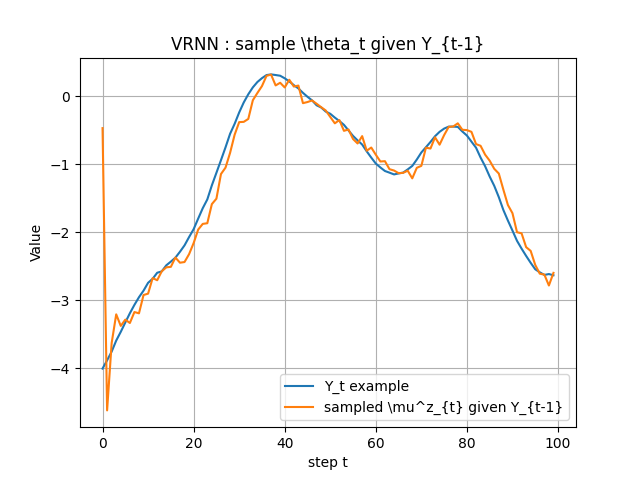 VRNN : sample \theta_t given Y_{t-1}
Value
0
−1
−2
−3
−4
0
20
40
60
80
100
step t
Y_t example
sampled \mu^z_{t} given Y_{t-1}